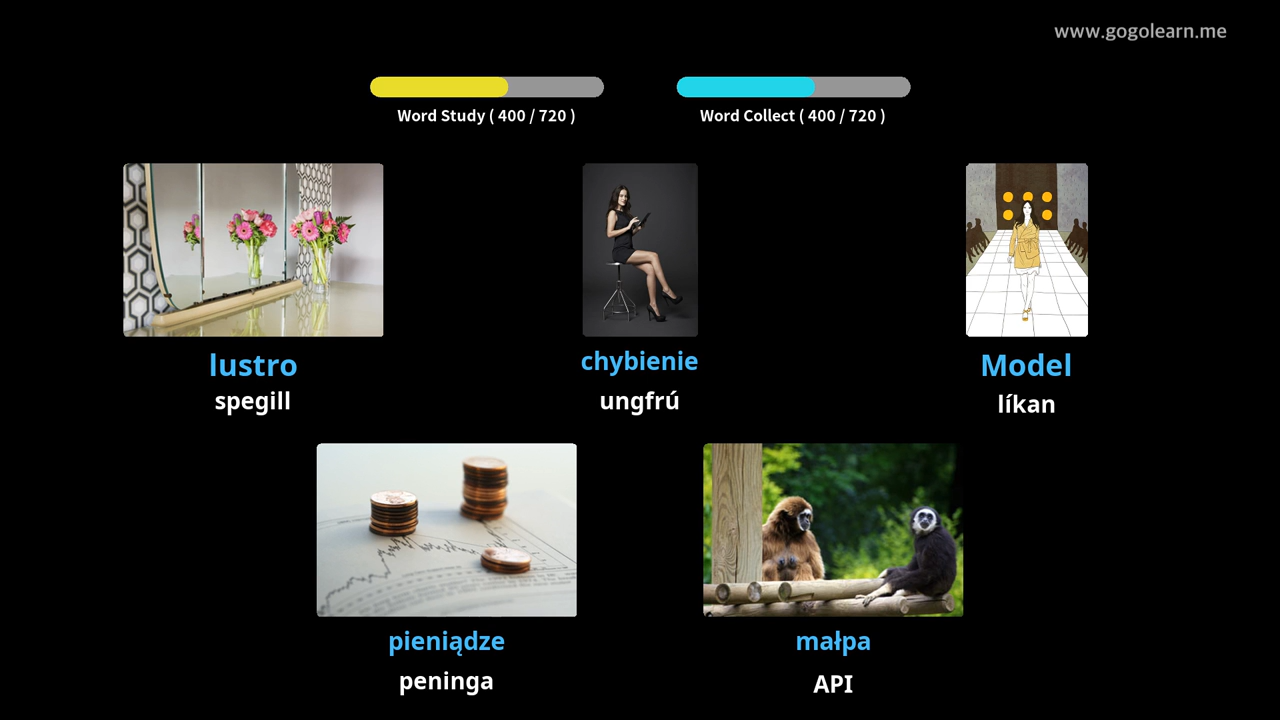 www.gogolearn.me
Word Study ( 400 / 720 )
Word Collect ( 400 / 720 )
lustro
spegill
chybienie
ungfrú
Model
líkan
pieniądze
peninga
małpa
API